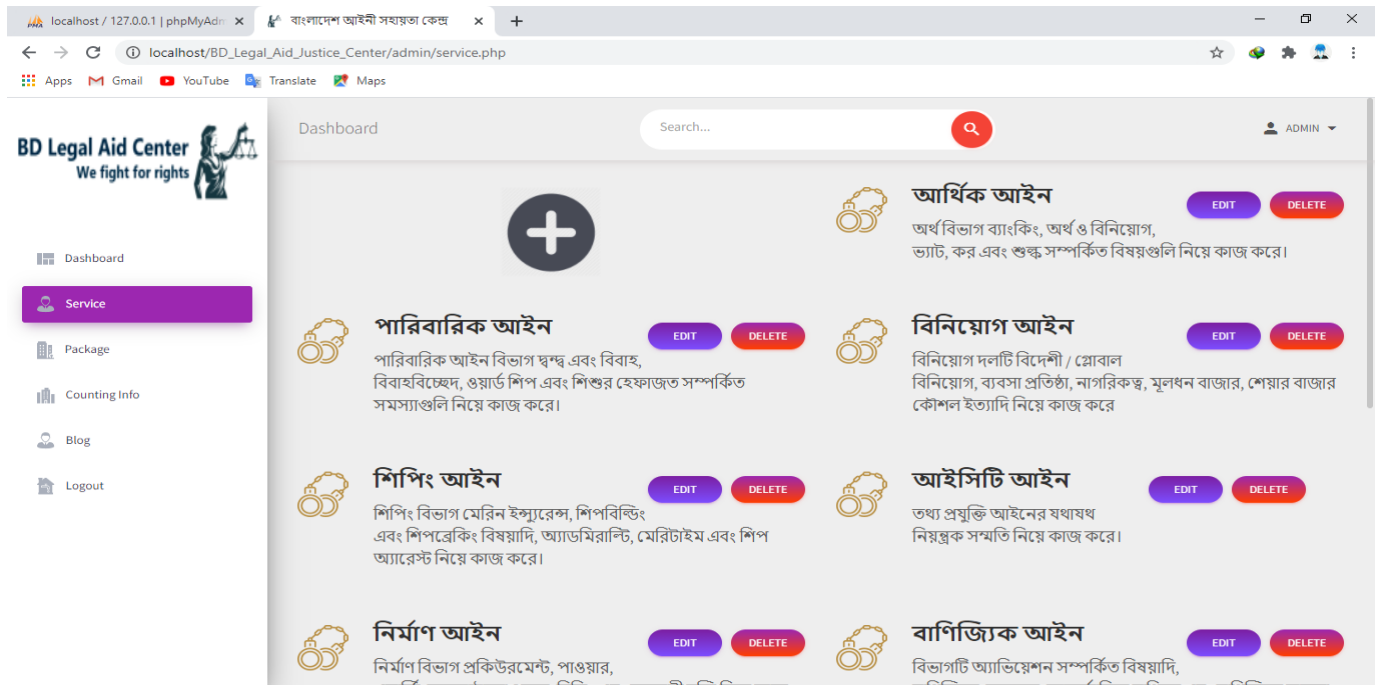 localhost / 127.0.0.1 | phpMyAdm
বাংলাদেশ আইনী সহায়তা কেন্দ্র
localhost/BD_Legal_Aid_Justice_Center/admin/service.php
Apps Gmail YouTube Translate Maps
BD Legal Aid Center
We fight for rights
Dashboard
Service
Package
Counting Info
Blog
Logout
Dashboard
Search...
ADMIN
আর্থিক আইন
EDIT DELETE
অর্থ বিভাগ ব্যাংকিং, অর্থ ও বিনিয়োগ,
ভ্যাট, কর এবং শুল্ক সম্পর্কিত বিষয়গুলি নিয়ে কাজ করে।
পারিবারিক আইন
EDIT DELETE
পারিবারিক আইন বিভাগ দ্বন্দ্ব এবং বিবাহ,
বিবাহবিচ্ছেদ, ওয়ার্ড শিপ এবং শিশুর হেফাজত সম্পর্কিত
সমস্যাগুলি নিয়ে কাজ করে।
বিনিয়োগ আইন
EDIT DELETE
বিনিয়োগ দলটি বিদেশী / গ্লোবাল
বিনিয়োগ, ব্যবসা প্রতিষ্ঠা, নাগরিকত্ব, মূলধন বাজার, শেয়ার বাজার
কৌশল ইত্যাদি নিয়ে কাজ করে
শিপিং আইন
EDIT DELETE
শিপিং বিভাগ মেরিন ইন্স্যুরেন্স, শিপবিল্ডিং
এবং শিপব্রেকিং বিষয়াদি, অ্যাডমিরাল্টি, মেরিটাইম এবং শিপ
অ্যারেস্ট নিয়ে কাজ করে।
আইসিটি আইন
EDIT DELETE
তথ্য প্রযুক্তি আইনের যথাযথ
নিয়ন্ত্রক সম্মতি নিয়ে কাজ করে।
নির্মাণ আইন
EDIT DELETE
নির্মাণ বিভাগ প্রকিউরমেন্ট, পাওয়ার,
বাণিজ্যিক আইন
EDIT DELETE
বিভাগটি অ্যাভিয়েশন সম্পর্কিত বিষয়াদি,